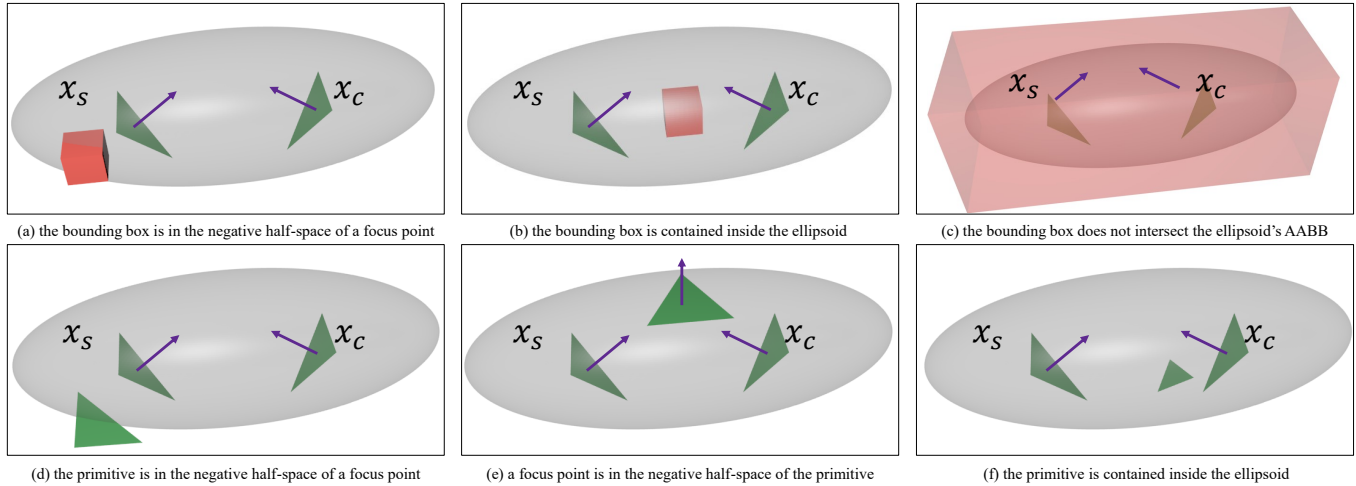 x_s x_c
x_s x_c
x_s x_c
(a) the bounding box is in the negative half-space of a focus point
(b) the bounding box is contained inside the ellipsoid
(c) the bounding box does not intersect the ellipsoid's AABB
x_s x_c
x_s x_c
x_s x_c
(d) the primitive is in the negative half-space of a focus point
(e) a focus point is in the negative half-space of the primitive
(f) the primitive is contained inside the ellipsoid